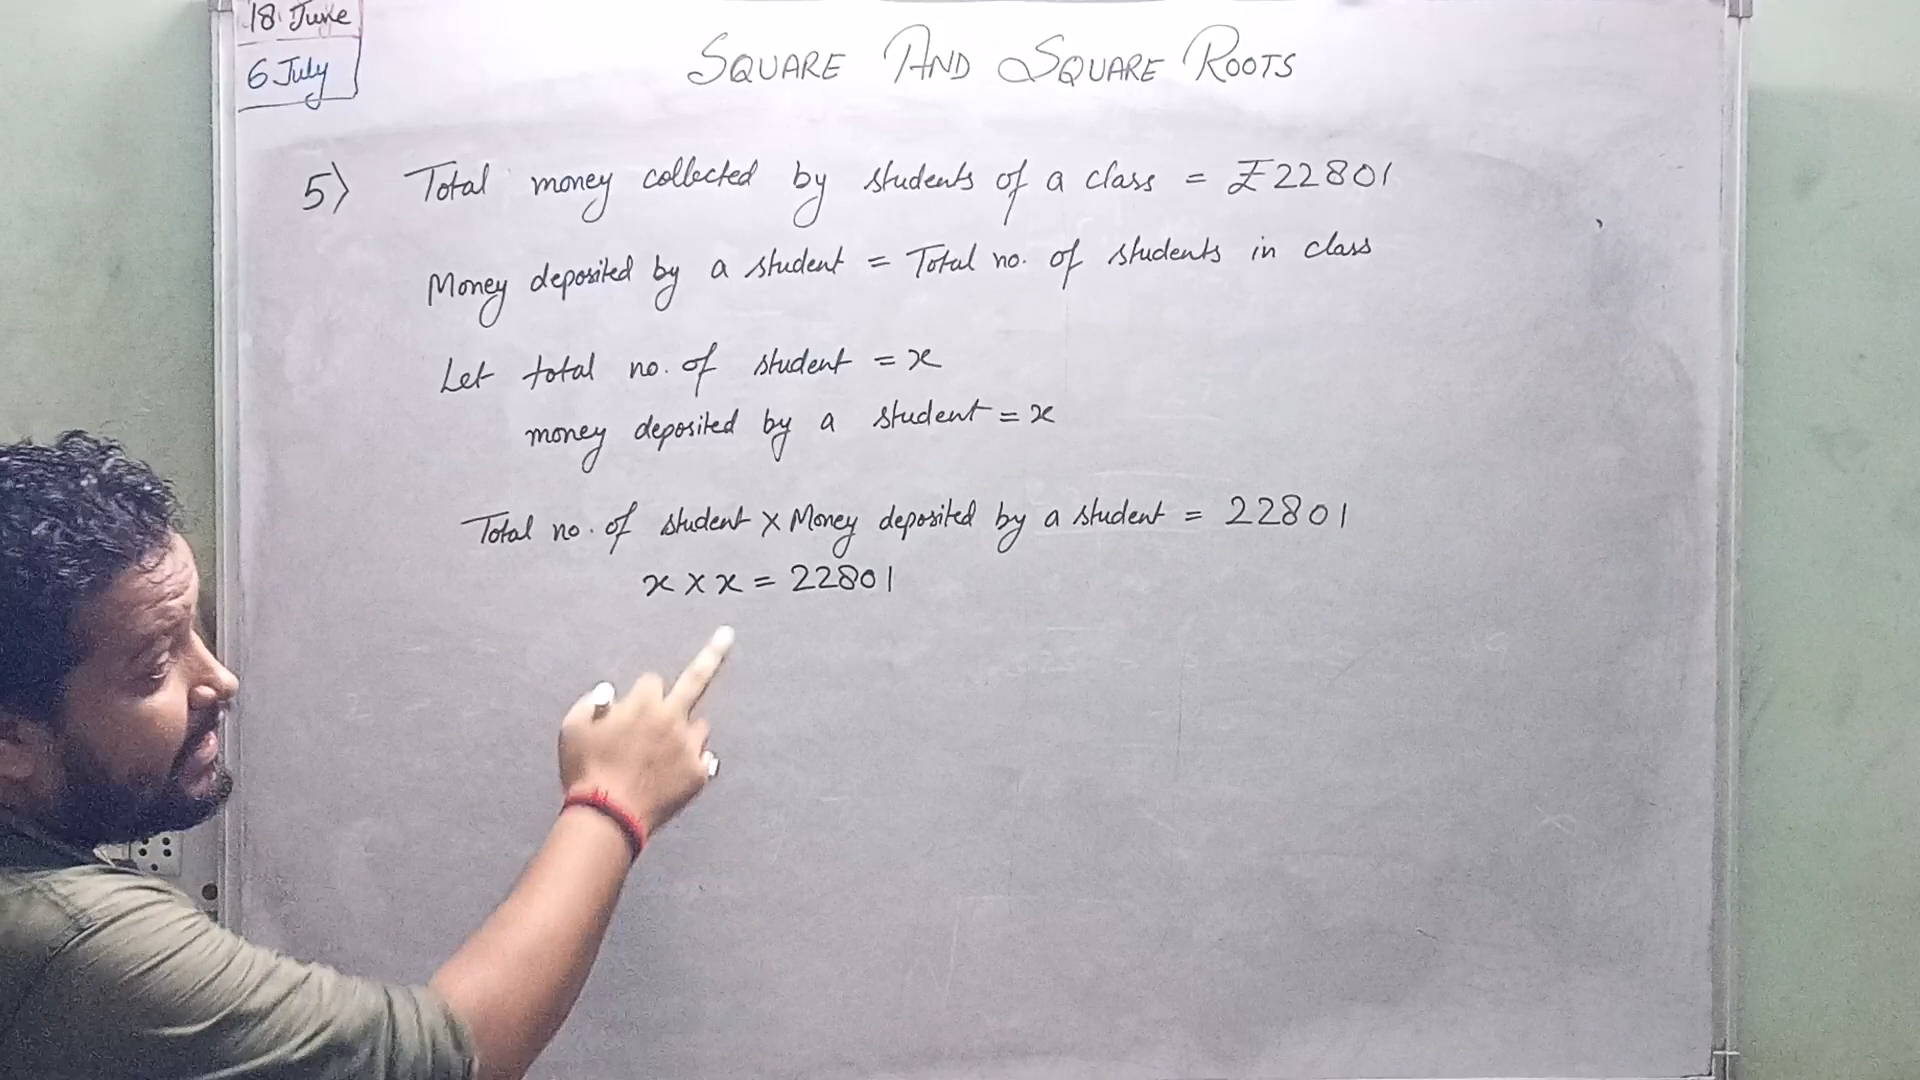 18 June
6 July
SQUARE AND SQUARE ROOTS
5) Total money collected by students of a class = ₹22801
Money deposited by a student = Total no. of students in class
Let total no. of student = x
money deposited by a student = x
Total no. of student × Money deposited by a student = 22801
x × x = 22801